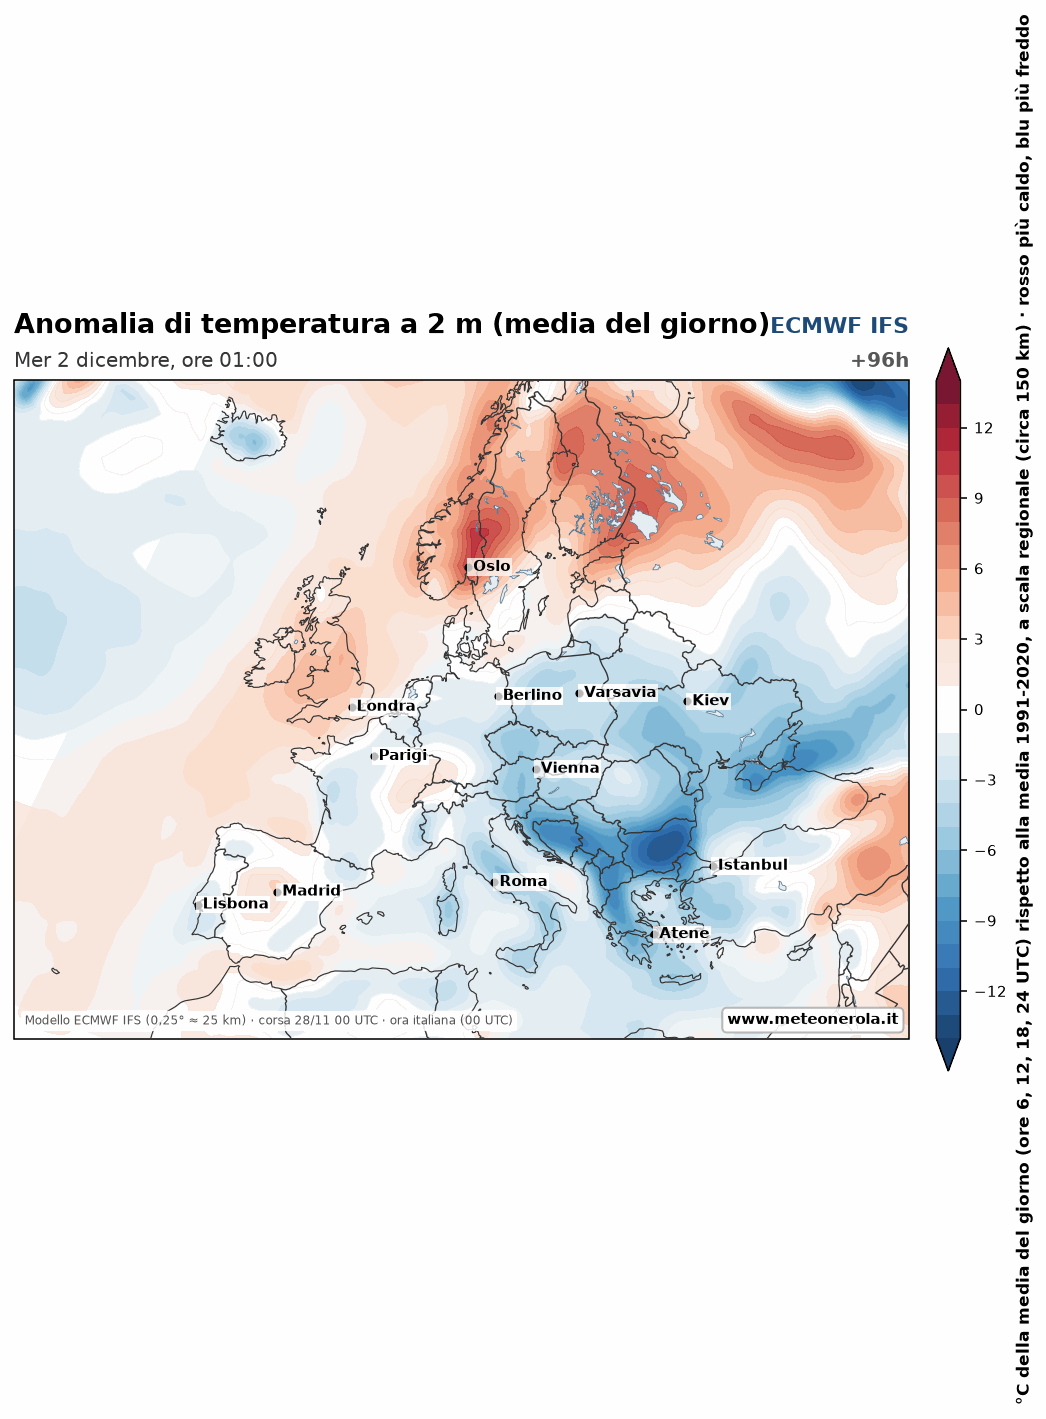 Anomalia di temperatura a 2 m (media del giorno)
ECMWF IFS
Mer 2 dicembre, ore 01:00
+96h
Oslo
Londra
Berlino
Varsavia
Kiev
Parigi
Vienna
Madrid
Lisbona
Roma
Istanbul
Atene
Modello ECMWF IFS (0,25° ≈ 25 km) · corsa 28/11 00 UTC · ora italiana (00 UTC)
www.meteonerola.it
12
9
6
3
0
−3
−6
−9
−12
°C della media del giorno (ore 6, 12, 18, 24 UTC) rispetto alla media 1991-2020, a scala regionale (circa 150 km) · rosso più caldo, blu più freddo